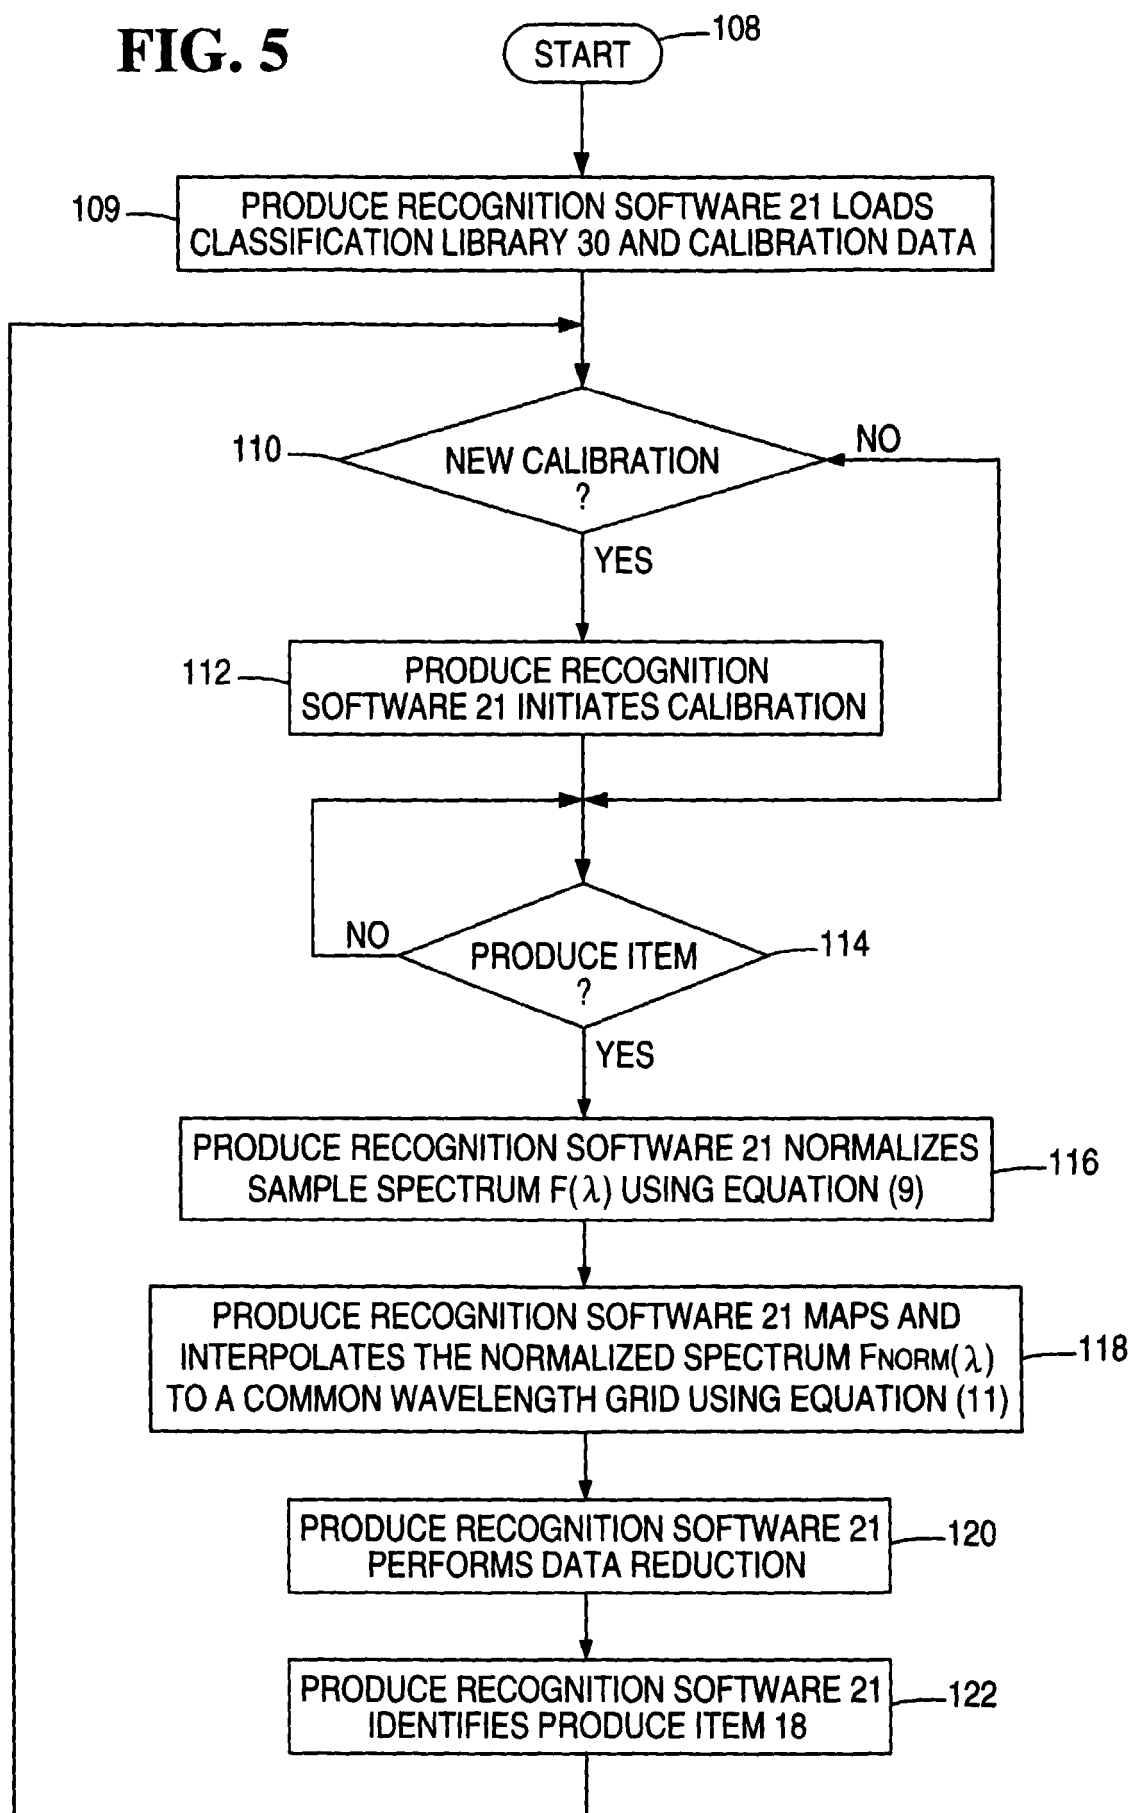 FIG. 5
START
108
109
PRODUCE RECOGNITION SOFTWARE 21 LOADS
CLASSIFICATION LIBRARY 30 AND CALIBRATION DATA
110
NEW CALIBRATION
?
NO
YES
112
PRODUCE RECOGNITION
SOFTWARE 21 INITIATES CALIBRATION
NO
PRODUCE ITEM
?
114
YES
PRODUCE RECOGNITION SOFTWARE 21 NORMALIZES
SAMPLE SPECTRUM F(λ) USING EQUATION (9)
116
PRODUCE RECOGNITION SOFTWARE 21 MAPS AND
INTERPOLATES THE NORMALIZED SPECTRUM FNORM(λ)
TO A COMMON WAVELENGTH GRID USING EQUATION (11)
118
PRODUCE RECOGNITION SOFTWARE 21
PERFORMS DATA REDUCTION
120
PRODUCE RECOGNITION SOFTWARE 21
IDENTIFIES PRODUCE ITEM 18
122